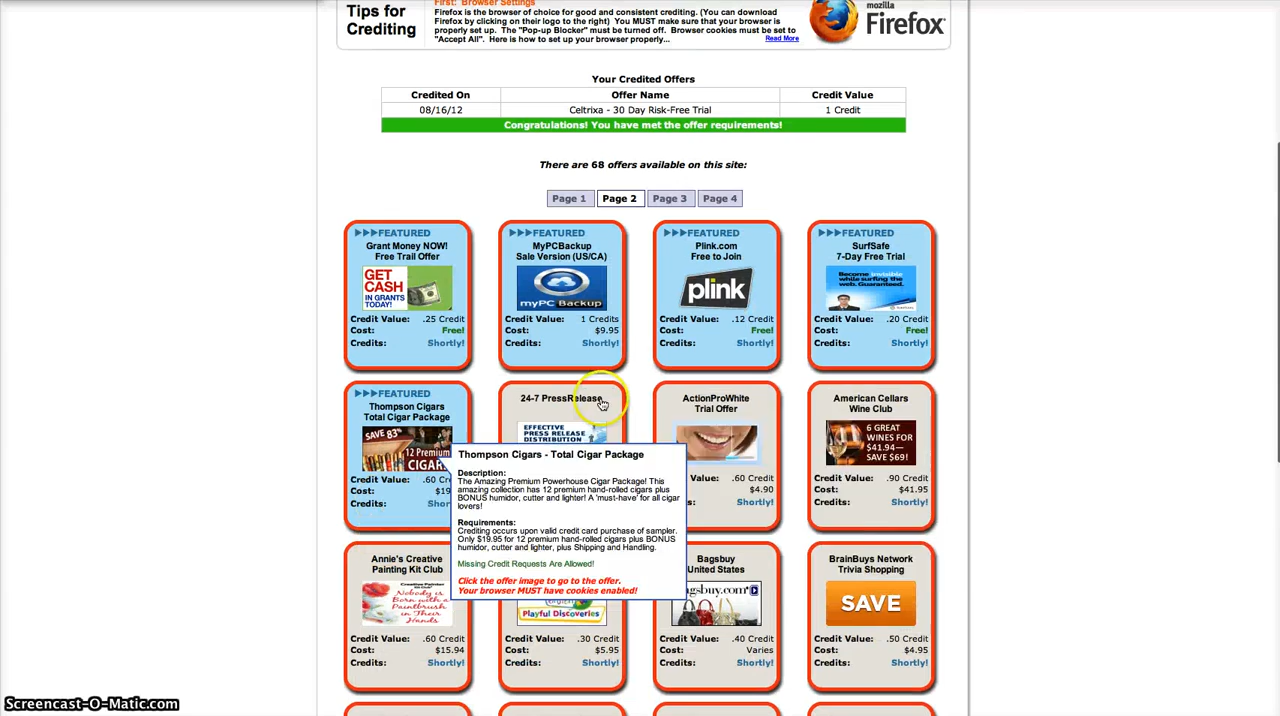 Tips for
Crediting
First: Browser Settings
Firefox is the browser of choice for good and consistent crediting. (You can download
Firefox by clicking on their logo to the right) You MUST make sure that your browser is
properly set up. The "Pop-up Blocker" must be turned off. Browser cookies must be set to
"Accept All". Here is how to set up your browser properly... Read More
mozilla
Firefox
Your Credited Offers
Credited On Offer Name Credit Value
08/16/12 Celtrixa - 30 Day Risk-Free Trial 1 Credit
Congratulations! You have met the offer requirements!
There are 68 offers available on this site:
Page 1 Page 2 Page 3 Page 4
FEATURED
Grant Money NOW!
Free Trail Offer
GET
CASH
IN GRANTS
TODAY!
Credit Value: .25 Credit
Cost: Free!
Credits: Shortly!
FEATURED
MyPCBackup
Sale Version (US/CA)
myPC Backup
Credit Value: 1 Credits
Cost: $9.95
Credits: Shortly!
FEATURED
Plink.com
Free to Join
plink
Credit Value: .12 Credit
Cost: Free!
Credits: Shortly!
FEATURED
SurfSafe
7-Day Free Trial
Become invisible
while surfing the
web. Guaranteed.
Credit Value: .20 Credit
Cost: Free!
Credits: Shortly!
FEATURED
Thompson Cigars
Total Cigar Package
SAVE 83%
12 Premium
CIGARS
Credit Value: .60 Cr
Cost: $19
Credits: Shor
24-7 PressRelease
EFFECTIVE
PRESS RELEASE
DISTRIBUTION
ActionProWhite
Trial Offer
Value: .60 Credit
$4.90
s: Shortly!
American Cellars
Wine Club
6 GREAT
WINES FOR
$41.94—
SAVE $69!
Credit Value: .90 Credit
Cost: $41.95
Credits: Shortly!
Thompson Cigars - Total Cigar Package
Description:
The Amazing Premium Powerhouse Cigar Package! This
amazing collection has 12 premium hand-rolled cigars plus
BONUS humidor, cutter and lighter! A 'must-have' for all cigar
lovers!
Requirements:
Crediting occurs upon valid credit card purchase of sampler.
Only $19.95 for 12 premium hand-rolled cigars plus BONUS
humidor, cutter and lighter, plus Shipping and Handling.
Missing Credit Requests Are Allowed!
Click the offer image to go to the offer.
Your browser MUST have cookies enabled!
Annie's Creative
Painting Kit Club
Creative Painter
Nobody is
Born with a
Paintbrush
in Their
Hands
Credit Value: .60 Credit
Cost: $15.94
Credits: Shortly!
Playful Discoveries
Credit Value: .30 Credit
Cost: $5.95
Credits: Shortly!
Bagsbuy
United States
agsbuy.com
Credit Value: .40 Credit
Cost: Varies
Credits: Shortly!
BrainBuys Network
Trivia Shopping
SAVE
Credit Value: .50 Credit
Cost: $4.95
Credits: Shortly!
Screencast-O-Matic.com